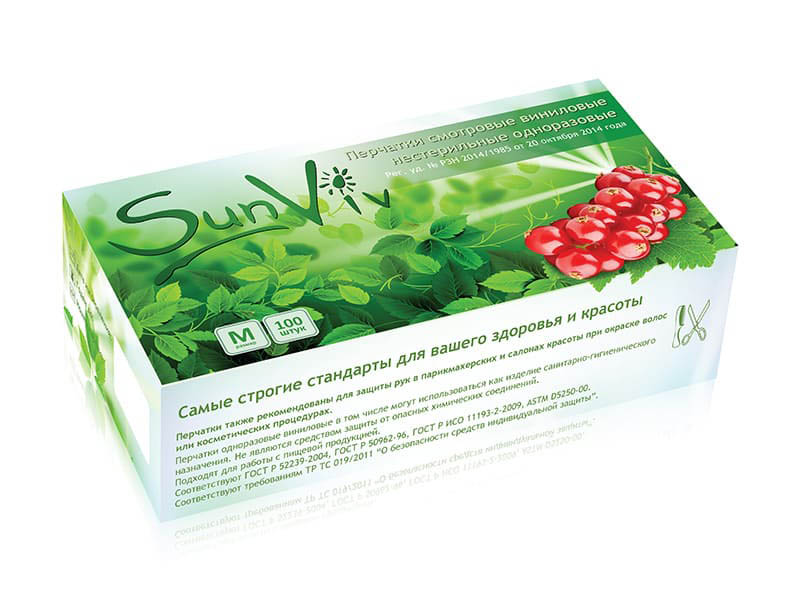 Перчатки смотровые виниловые
нестерильные одноразовые
Рег. уд. № РЗН 2014/1985 от 20 октября 2014 года
SunViv
M
размер
100
штук
Самые строгие стандарты для вашего здоровья и красоты
Перчатки также рекомендованы для защиты рук в парикмахерских и салонах красоты при окраске волос
или косметических процедурах.
Перчатки одноразовые виниловые в том числе могут использоваться как изделие санитарно-гигиенического
назначения. Не являются средством защиты от опасных химических соединений.
Подходят для работы с пищевой продукцией.
Соответствуют ГОСТ Р 52239-2004, ГОСТ Р 50962-96, ГОСТ Р ИСО 11193-2-2009, ASTM D5250-00.
Соответствуют требованиям ТР ТС 019/2011 "О безопасности средств индивидуальной защиты".